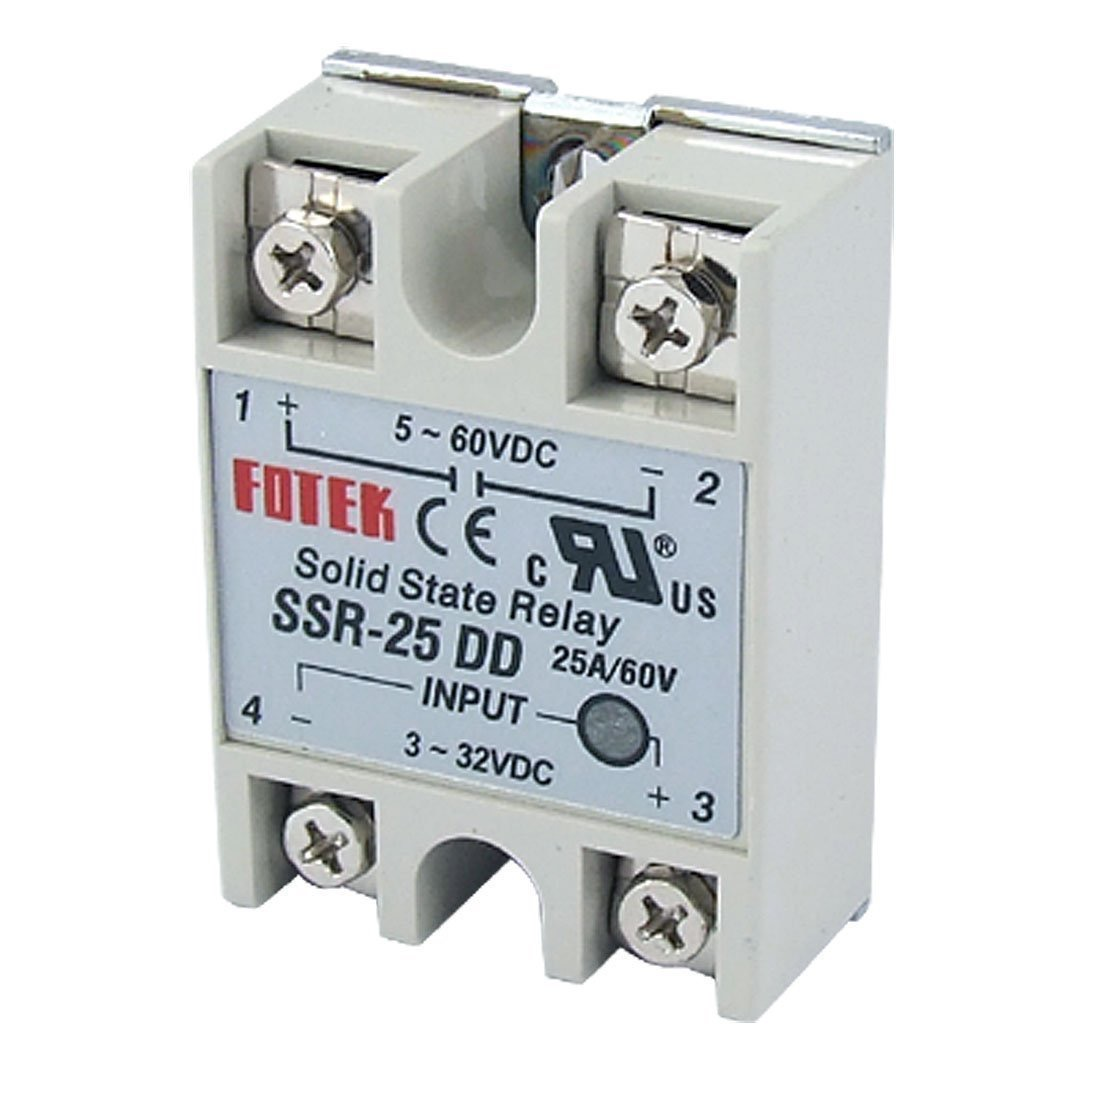 1 +
5 ~ 60VDC
− 2
FOTEK CE
c RU ® US
Solid State Relay
SSR-25 DD 25A/60V
INPUT
4 −
3 ~ 32VDC
+ 3